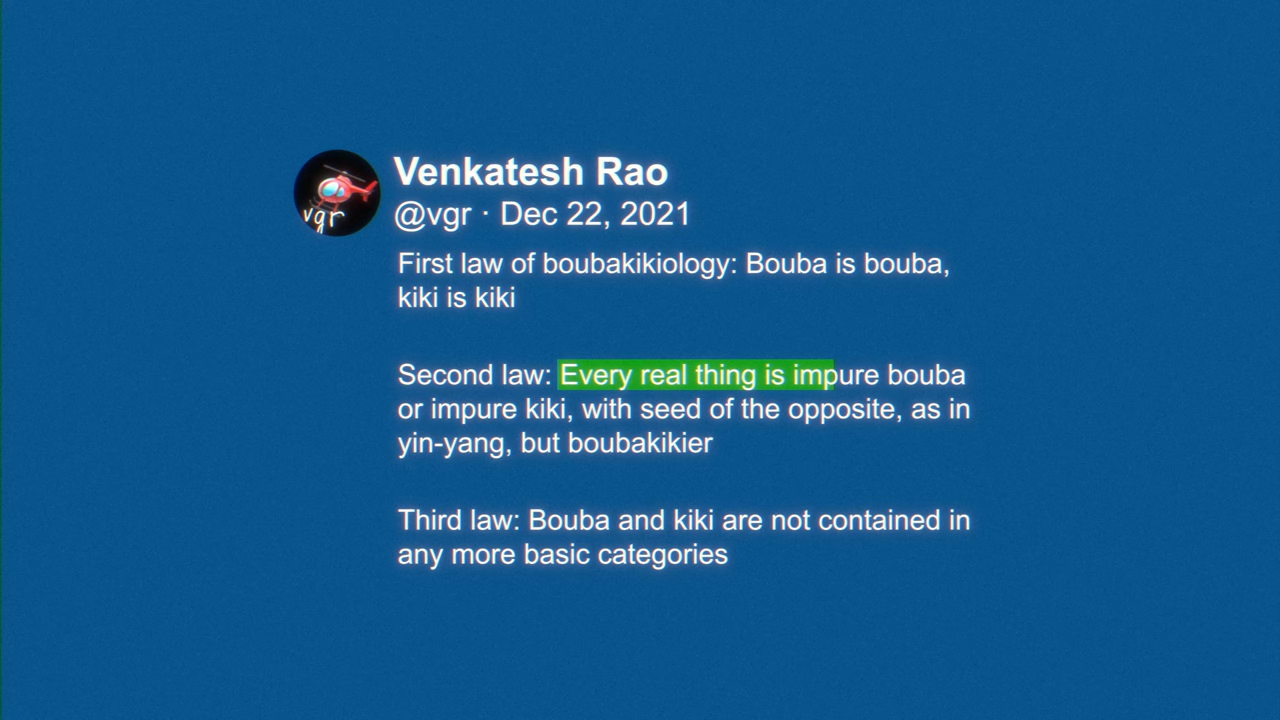 vgr
Venkatesh Rao
@vgr · Dec 22, 2021
First law of boubakikiology: Bouba is bouba,
kiki is kiki
Second law: Every real thing is impure bouba
or impure kiki, with seed of the opposite, as in
yin-yang, but boubakikier
Third law: Bouba and kiki are not contained in
any more basic categories